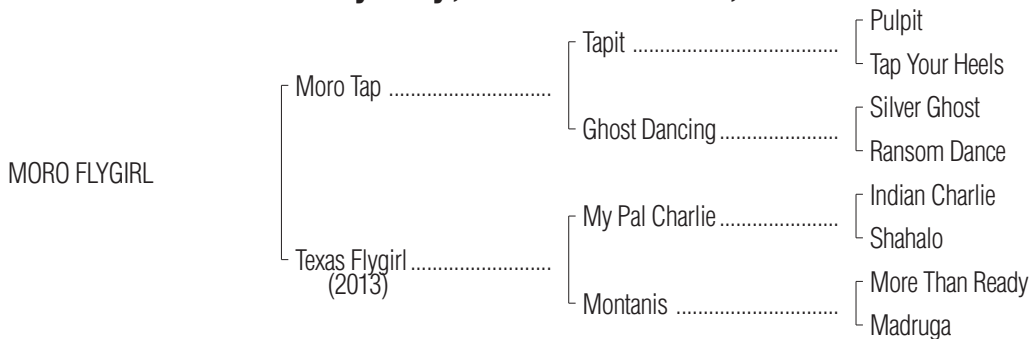 Pulpit
Tapit ........................................
Tap Your Heels
Moro Tap ................................
Silver Ghost
Ghost Dancing .......................
Ransom Dance
MORO FLYGIRL
Indian Charlie
My Pal Charlie .......................
Shahalo
Texas Flygirl ...........................
(2013)
More Than Ready
Montanis ................................
Madruga